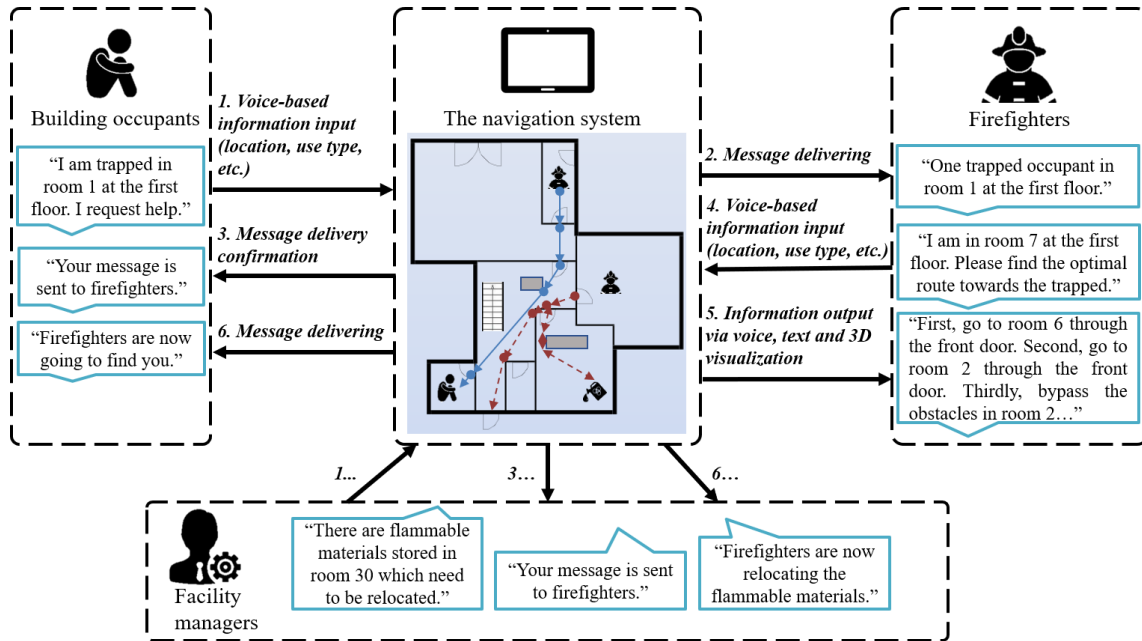 Building occupants
1. Voice-based
information input
(location, use type,
etc.)
“I am trapped in
room 1 at the first
floor. I request help.”
3. Message delivery
confirmation
“Your message is
sent to firefighters.”
6. Message delivering
“Firefighters are now
going to find you.”
The navigation system
Firefighters
2. Message delivering
“One trapped occupant in
room 1 at the first floor.”
4. Voice-based
information input
(location, use type, etc.)
“I am in room 7 at the first
floor. Please find the optimal
route towards the trapped.”
5. Information output
via voice, text and 3D
visualization
“First, go to room 6 through
the front door. Second, go to
room 2 through the front
door. Thirdly, bypass the
obstacles in room 2…”
1...
3…
6…
Facility
managers
“There are flammable
materials stored in
room 30 which need
to be relocated.”
“Your message is sent
to firefighters.”
“Firefighters are now
relocating the
flammable materials.”